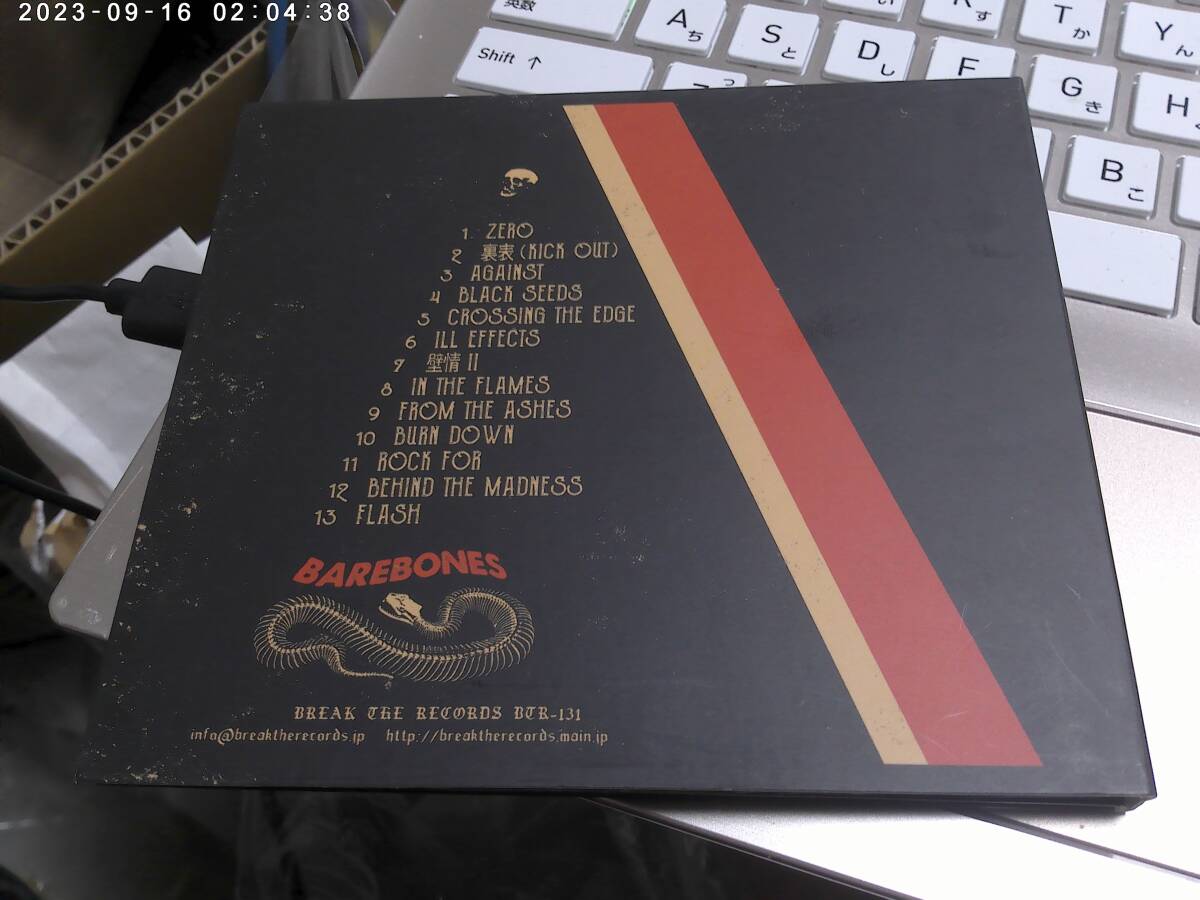 2023-09-16 02:04:38
英数
A ち
S と
D し
F
T か
Y ん
Shift ↑
G き
H く
B こ
1. ZERO
2 裏表 (KICK OUT)
3 AGAINST
4 BLACK SEEDS
5 CROSSING THE EDGE
6 ILL EFFECTS
7 壁情 II
8 IN THE FLAMES
9 FROM THE ASHES
10 BURN DOWN
11 ROCK FOR
12 BEHIND THE MADNESS
13 FLASH
BAREBONES
BREAK THE RECORDS BTR-131
info@breaktherecords.jp http://breaktherecords.main.jp